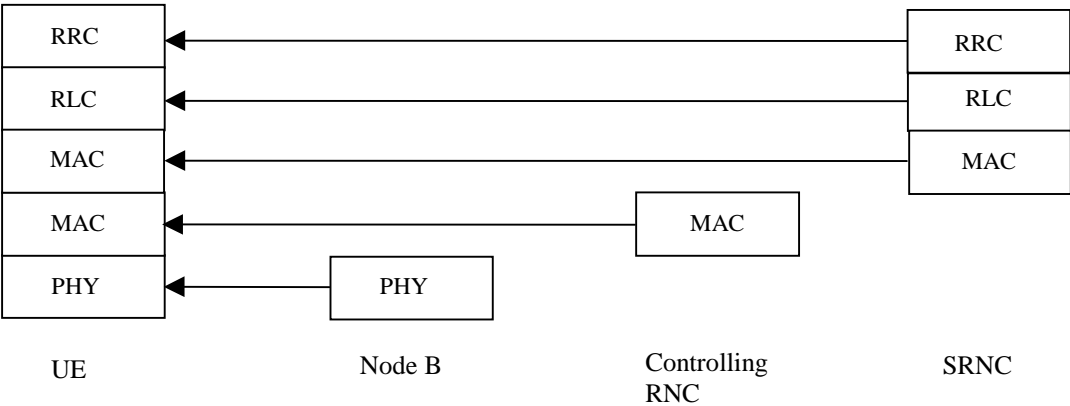 RRC
RRC
RLC
RLC
MAC
MAC
MAC
MAC
PHY
PHY
UE
Node B
Controlling
RNC
SRNC